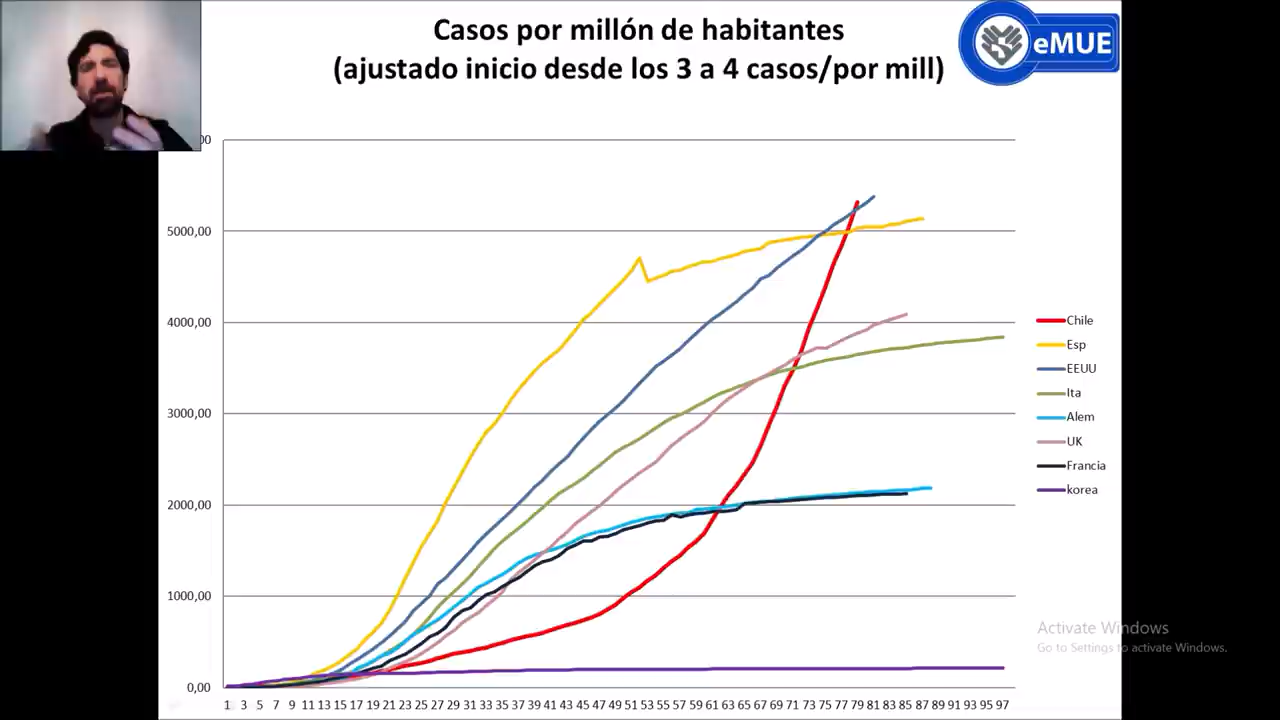 Casos por millón de habitantes
(ajustado inicio desde los 3 a 4 casos/por mill)
eMUE
5000,00
4000,00
3000,00
2000,00
1000,00
0,00
1 3 5 7 9 11 13 15 17 19 21 23 25 27 29 31 33 35 37 39 41 43 45 47 49 51 53 55 57 59 61 63 65 67 69 71 73 75 77 79 81 83 85 87 89 91 93 95 97
Chile
Esp
EEUU
Ita
Alem
UK
Francia
korea
Activate Windows
Go to Settings to activate Windows.